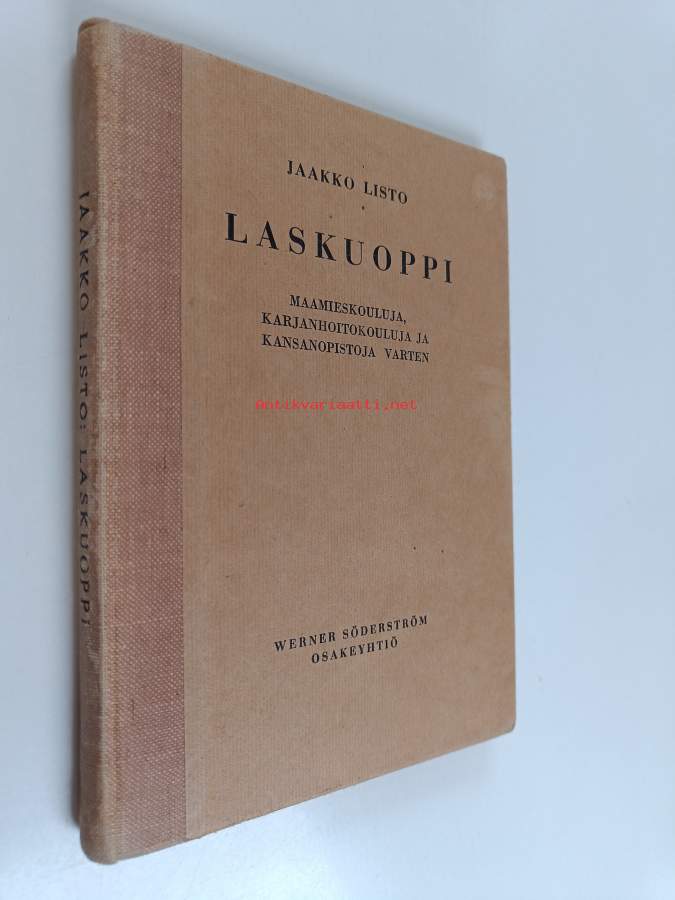 JAAKKO LISTO
LASKUOPPI
MAAMIESKOULUJA,
KARJANHOITOKOULUJA JA
KANSANOPISTOJA VARTEN
Antikvariaatti.net
WERNER SÖDERSTRÖM
OSAKEYHTIÖ
JAAKKO LISTO: LASKUOPPI